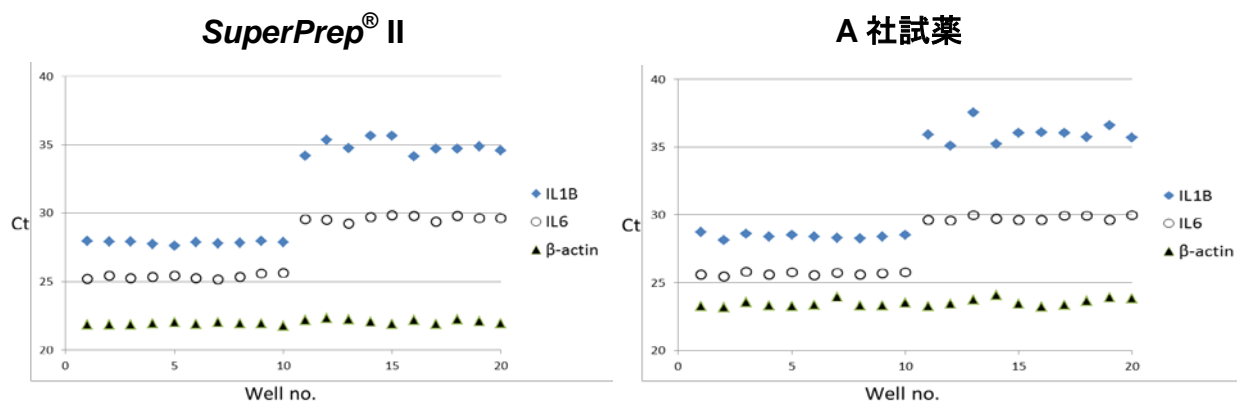 SuperPrep® II
40
35
30
Ct
25
20
0 5 10 15 20
Well no.
IL1B
IL6
β-actin
A 社試薬
40
35
30
Ct
25
20
0 5 10 15 20
Well no.
IL1B
IL6
β-actin